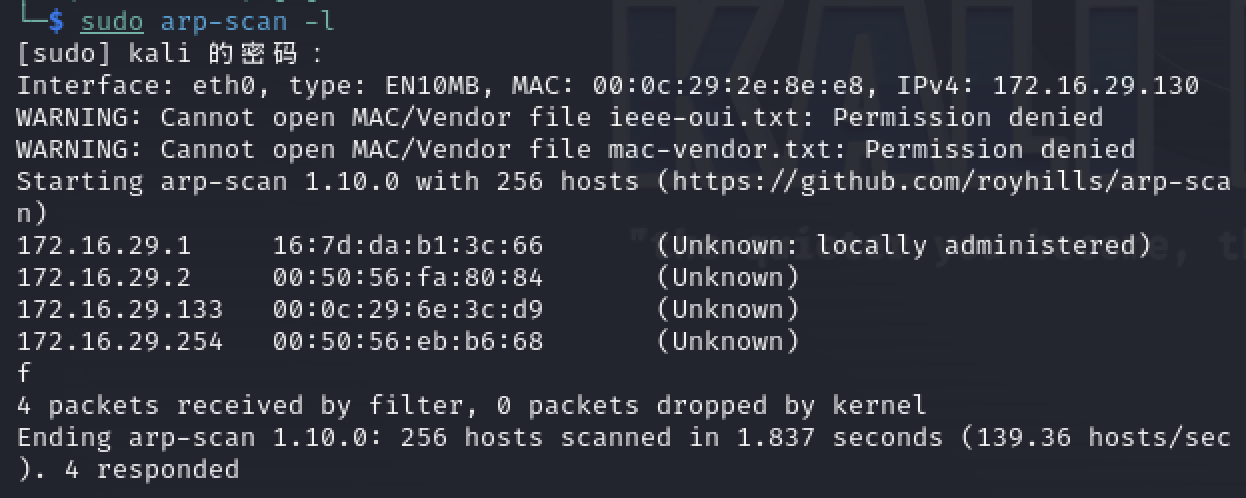 └─$ sudo arp-scan -l
[sudo] kali 的密码：
Interface: eth0, type: EN10MB, MAC: 00:0c:29:2e:8e:e8, IPv4: 172.16.29.130
WARNING: Cannot open MAC/Vendor file ieee-oui.txt: Permission denied
WARNING: Cannot open MAC/Vendor file mac-vendor.txt: Permission denied
Starting arp-scan 1.10.0 with 256 hosts (https://github.com/royhills/arp-sca
n)
172.16.29.1     16:7d:da:b1:3c:66       (Unknown: locally administered)
172.16.29.2     00:50:56:fa:80:84       (Unknown)
172.16.29.133   00:0c:29:6e:3c:d9       (Unknown)
172.16.29.254   00:50:56:eb:b6:68       (Unknown)
f
4 packets received by filter, 0 packets dropped by kernel
Ending arp-scan 1.10.0: 256 hosts scanned in 1.837 seconds (139.36 hosts/sec
). 4 responded